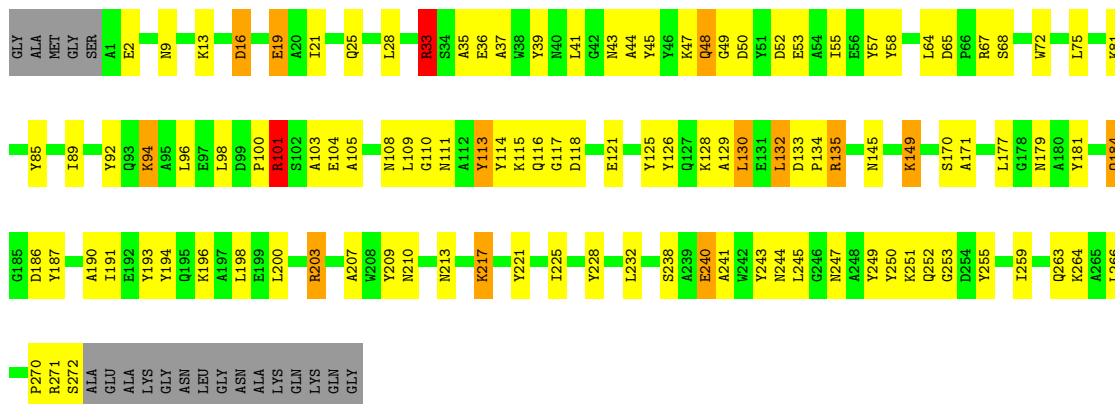 GLY ALA MET GLY SER A1 E2 N9 K13 D16 E19 A20 I21 Q25 L28 R33 S34 A35 E36 A37 W38 Y39 N40 L41 G42 N43 A44 Y45 Y46 K47 Q48 G49 D50 Y51 D52 E53 A54 I55 E56 Y57 Y58 L64 D65 P66 R67 S68 W72 L75 K81
Y85 I89 Y92 Q93 K94 A95 L96 E97 L98 D99 P100 R101 S102 A103 E104 A105 N108 L109 G110 N111 A112 Y113 Y114 K115 Q116 G117 D118 E121 Y125 Y126 Q127 K128 A129 L130 E131 L132 D133 P134 R135 N145 K149 S170 A171 L177 G178 N179 A180 Y181 Q184
G185 D186 Y187 A190 I191 E192 Y193 Y194 Q195 K196 A197 L198 E199 L200 R203 A207 W208 Y209 N210 N213 K217 Y221 I225 Y228 L232 S238 A239 E240 A241 W242 Y243 N244 L245 G246 N247 A248 Y249 Y250 K251 Q252 G253 D254 Y255 I259 Q263 K264 A265 L266
P270 R271 S272 ALA GLU ALA LYS GLY ASN LEU GLY ASN ALA LYS GLN LYS GLN GLY